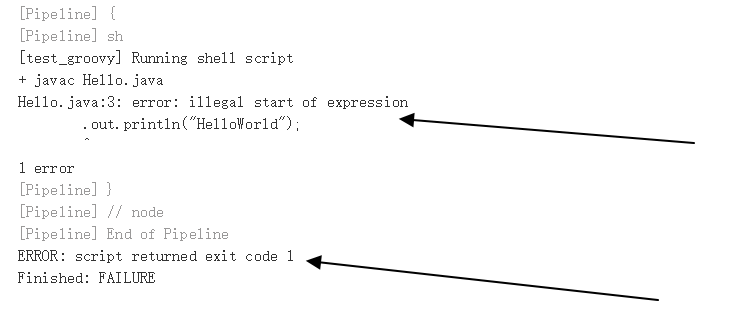 [Pipeline] {
[Pipeline] sh
[test_groovy] Running shell script
+ javac Hello.java
Hello.java:3: error: illegal start of expression
        .out.println("HelloWorld");
        ^
1 error
[Pipeline] }
[Pipeline] // node
[Pipeline] End of Pipeline
ERROR: script returned exit code 1
Finished: FAILURE